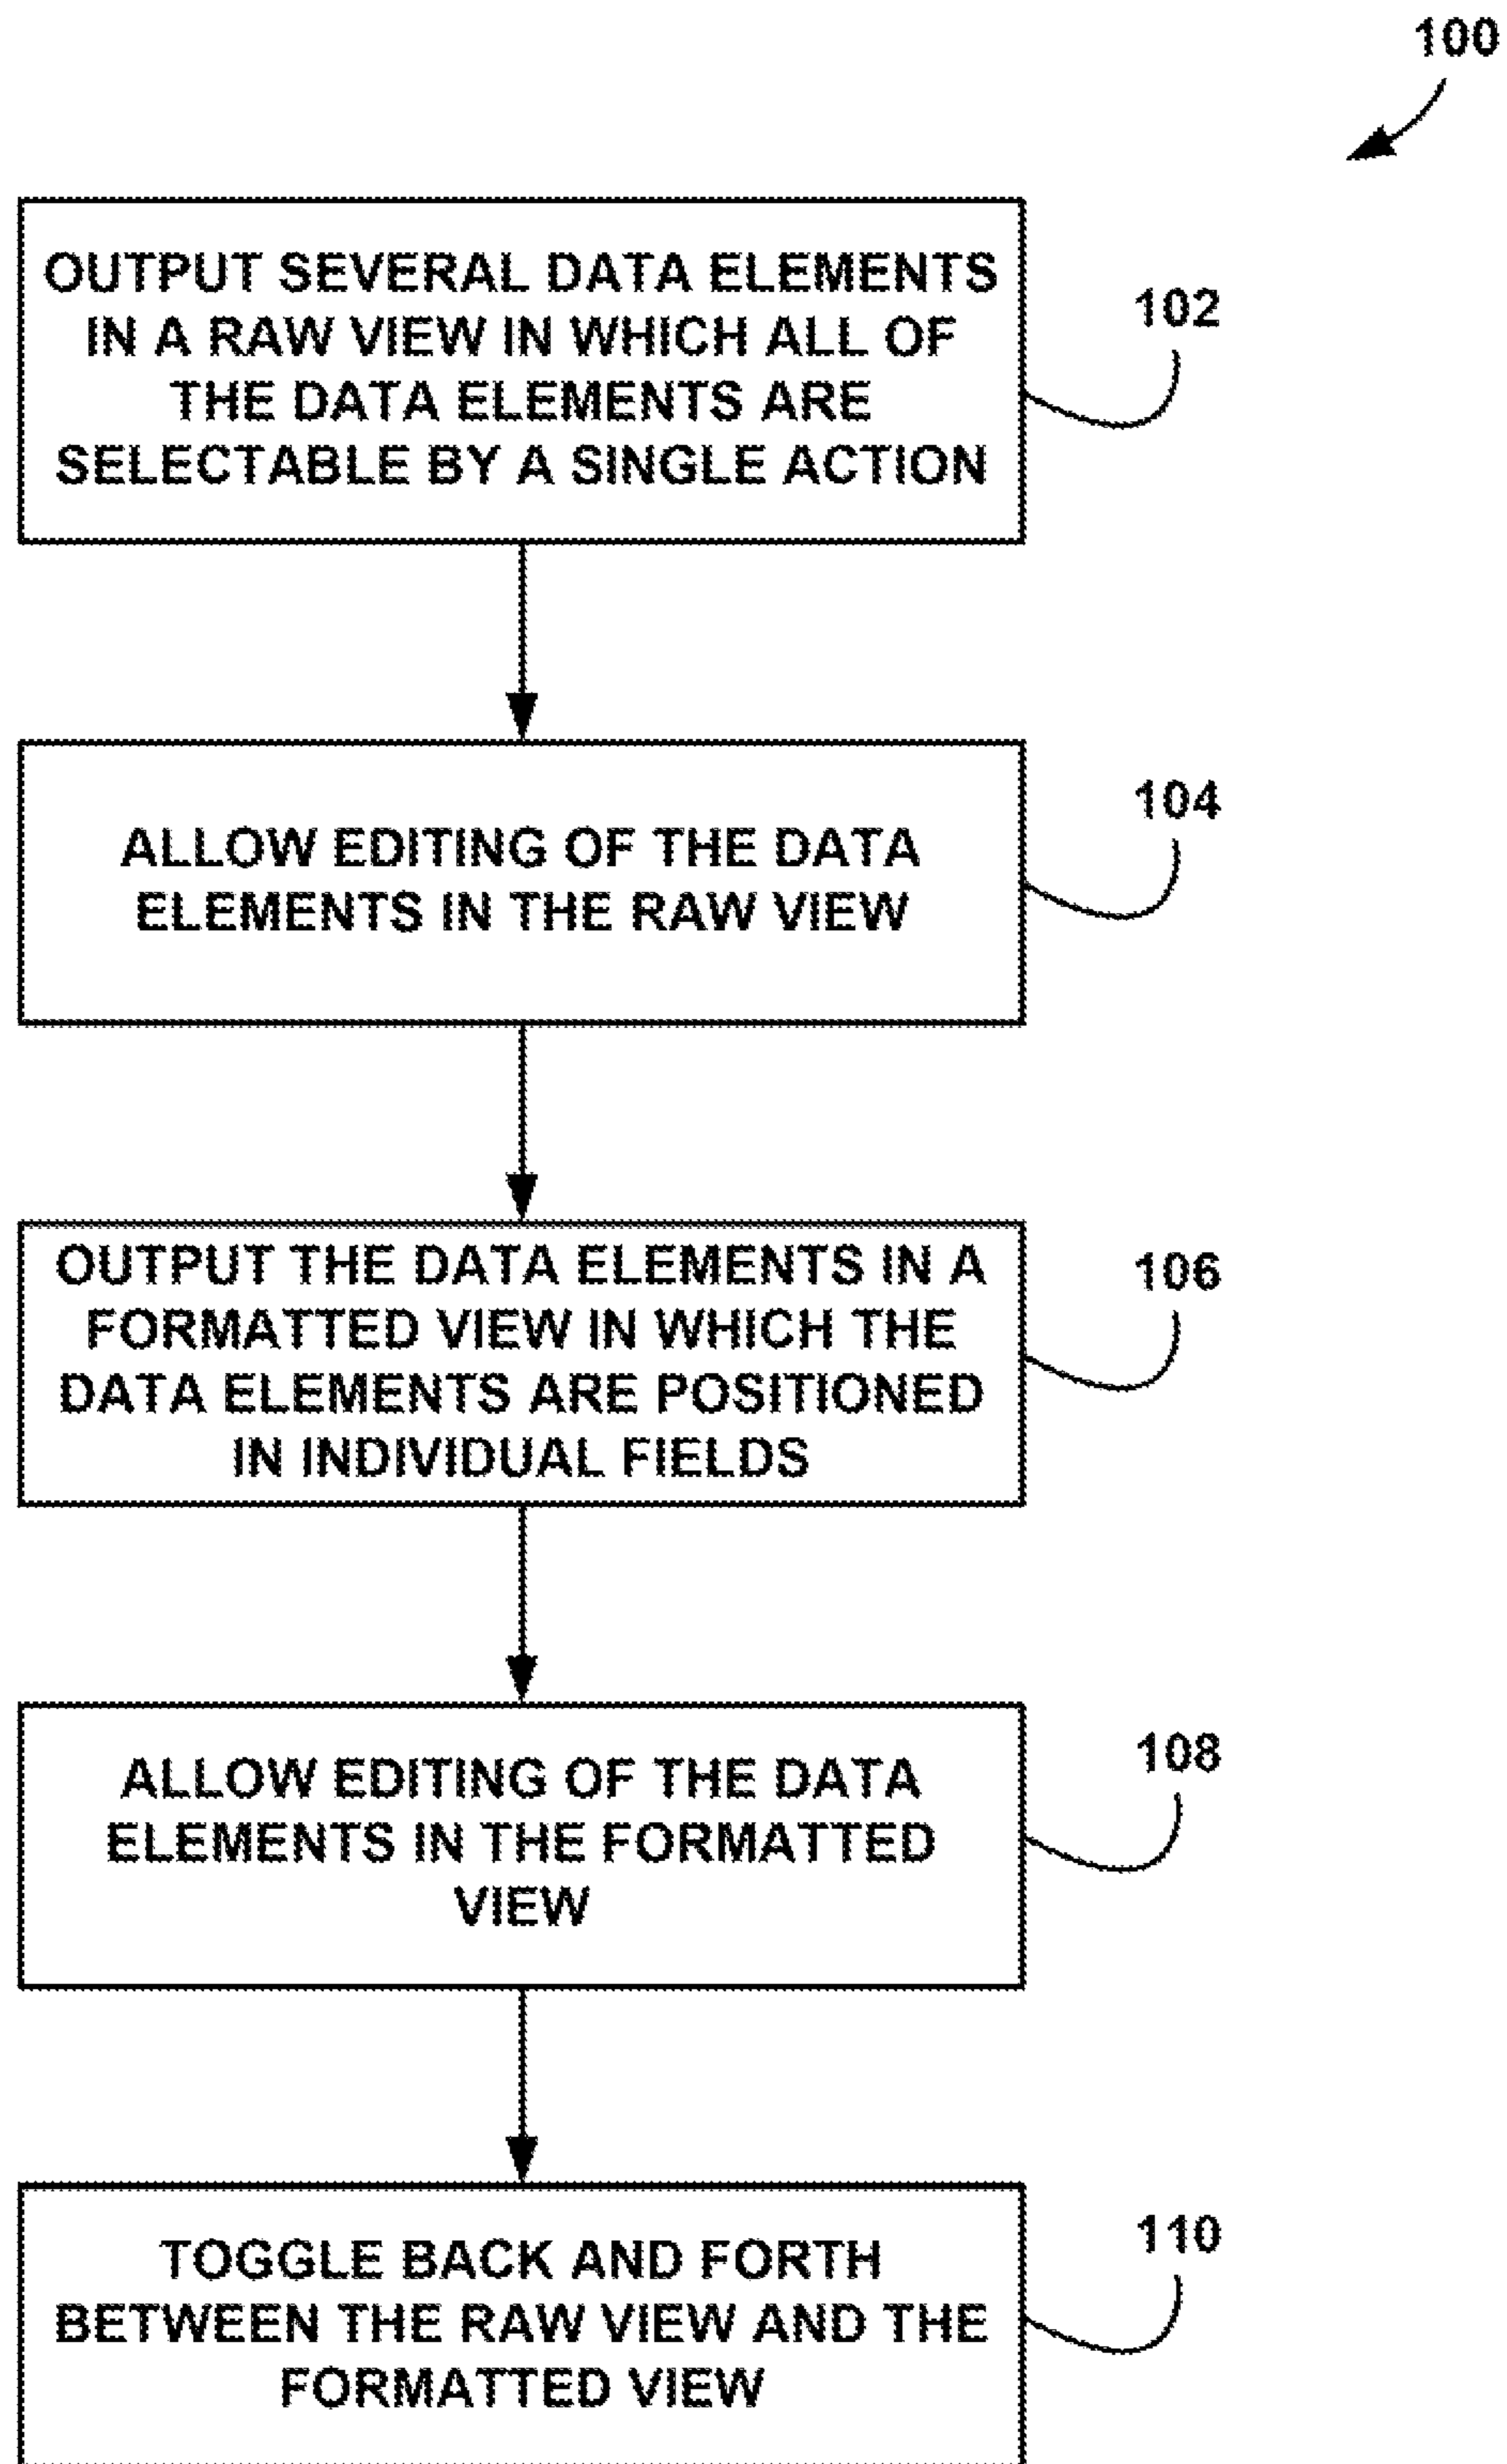 100
OUTPUT SEVERAL DATA ELEMENTS
IN A RAW VIEW IN WHICH ALL OF
THE DATA ELEMENTS ARE
SELECTABLE BY A SINGLE ACTION
102
ALLOW EDITING OF THE DATA
ELEMENTS IN THE RAW VIEW
104
OUTPUT THE DATA ELEMENTS IN A
FORMATTED VIEW IN WHICH THE
DATA ELEMENTS ARE POSITIONED
IN INDIVIDUAL FIELDS
106
ALLOW EDITING OF THE DATA
ELEMENTS IN THE FORMATTED
VIEW
108
TOGGLE BACK AND FORTH
BETWEEN THE RAW VIEW AND THE
FORMATTED VIEW
110